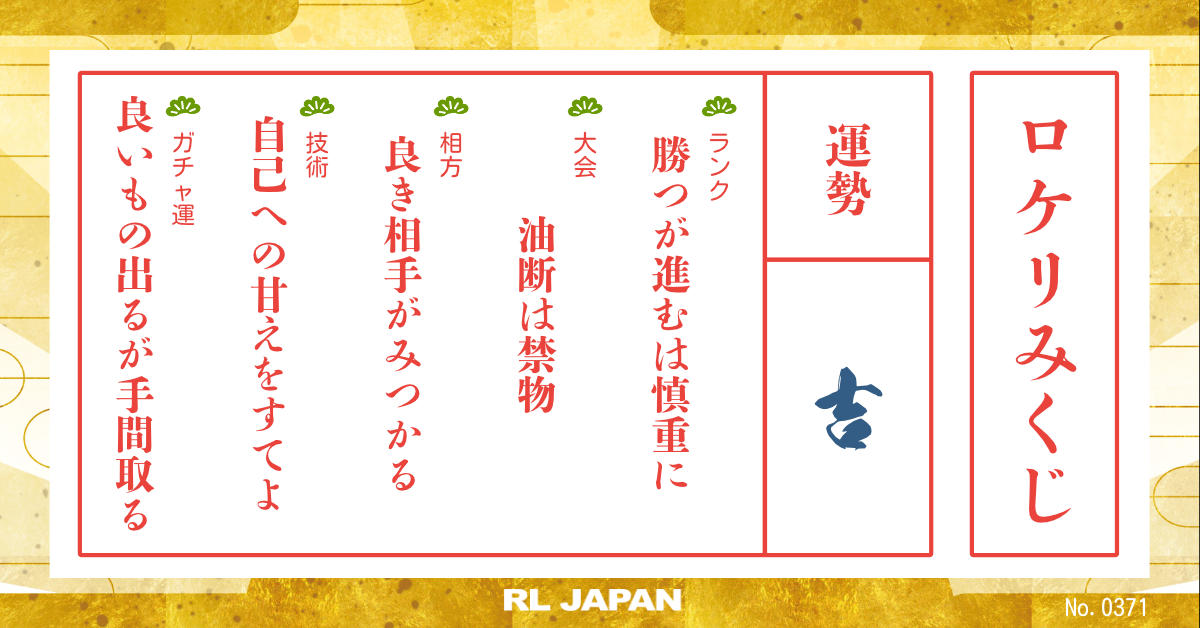 ロケリみくじ
運勢
吉
ランク
勝つが進むは慎重に
大会
油断は禁物
相方
良き相手がみつかる
技術
自己への甘えをすてよ
ガチャ運
良いもの出るが手間取る
RL JAPAN
No. 0371